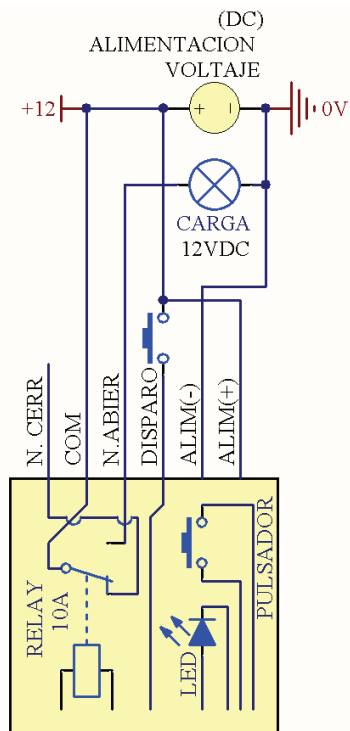 (DC)
ALIMENTACION
VOLTAJE
+12
+
-
0V
CARGA
12VDC
N. CERR
COM
N.ABIER
DISPARO
ALIM(-)
ALIM(+)
RELAY
10A
LED
PULSADOR